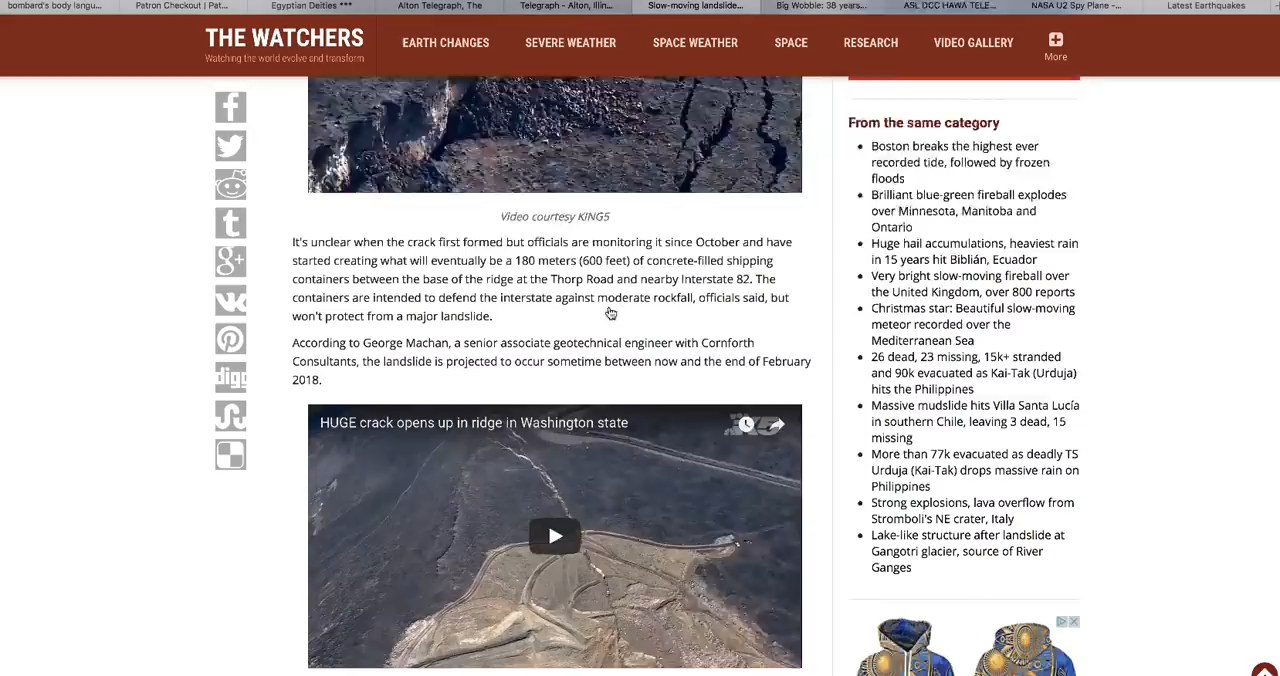 bombard's body langu...
Patron Checkout | Pat...
Egyptian Deities ***
Alton Telegraph, The
Telegraph - Alton, Illin...
Slow-moving landslide...
Big Wobble: 38 years...
ASL DCC HAWA TELE...
NASA U2 Spy Plane -...
Latest Earthquakes
THE WATCHERS
Watching the world evolve and transform
EARTH CHANGES
SEVERE WEATHER
SPACE WEATHER
SPACE
RESEARCH
VIDEO GALLERY
More
Video courtesy KING5
It's unclear when the crack first formed but officials are monitoring it since October and have
started creating what will eventually be a 180 meters (600 feet) of concrete-filled shipping
containers between the base of the ridge at the Thorp Road and nearby Interstate 82. The
containers are intended to defend the interstate against moderate rockfall, officials said, but
won't protect from a major landslide.
According to George Machan, a senior associate geotechnical engineer with Cornforth
Consultants, the landslide is projected to occur sometime between now and the end of February
2018.
HUGE crack opens up in ridge in Washington state
digg
From the same category
Boston breaks the highest ever
recorded tide, followed by frozen
floods
Brilliant blue-green fireball explodes
over Minnesota, Manitoba and
Ontario
Huge hail accumulations, heaviest rain
in 15 years hit Biblián, Ecuador
Very bright slow-moving fireball over
the United Kingdom, over 800 reports
Christmas star: Beautiful slow-moving
meteor recorded over the
Mediterranean Sea
26 dead, 23 missing, 15k+ stranded
and 90k evacuated as Kai-Tak (Urduja)
hits the Philippines
Massive mudslide hits Villa Santa Lucía
in southern Chile, leaving 3 dead, 15
missing
More than 77k evacuated as deadly TS
Urduja (Kai-Tak) drops massive rain on
Philippines
Strong explosions, lava overflow from
Stromboli's NE crater, Italy
Lake-like structure after landslide at
Gangotri glacier, source of River
Ganges